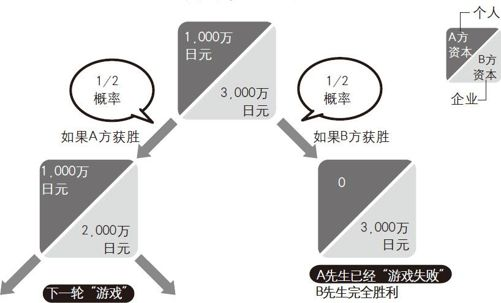 个人
A方
资本
B方
资本
企业
1,000万
日元
3,000万
日元
1/2
概率
1/2
概率
如果A方获胜
如果B方获胜
1,000万
日元
2,000万
日元
0
3,000万
日元
下一轮“游戏”
A先生已经“游戏失败”
B先生完全胜利